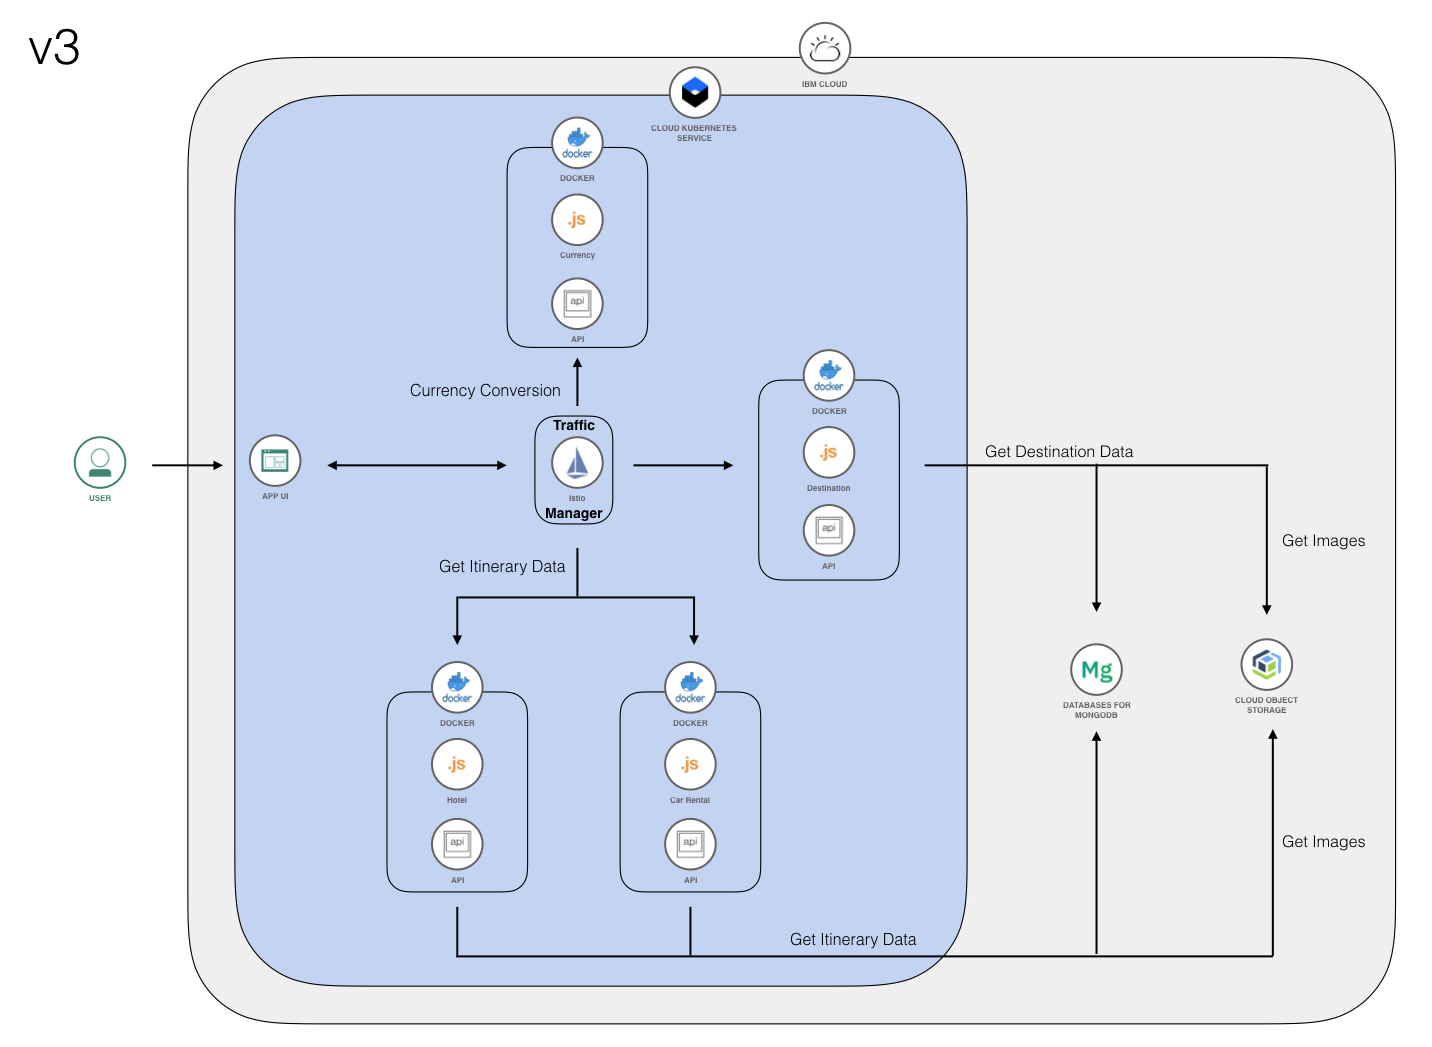 v3
IBM CLOUD
CLOUD KUBERNETES
SERVICE
docker
DOCKER
.js
Currency
api
API
Currency Conversion
docker
DOCKER
.js
Destination
api
API
Traffic
Istio
Manager
USER
APP UI
Get Destination Data
Get Images
Get Itinerary Data
docker
DOCKER
.js
Hotel
api
API
docker
DOCKER
.js
Car Rental
api
API
Mg
DATABASES FOR
MONGODB
CLOUD OBJECT
STORAGE
Get Images
Get Itinerary Data